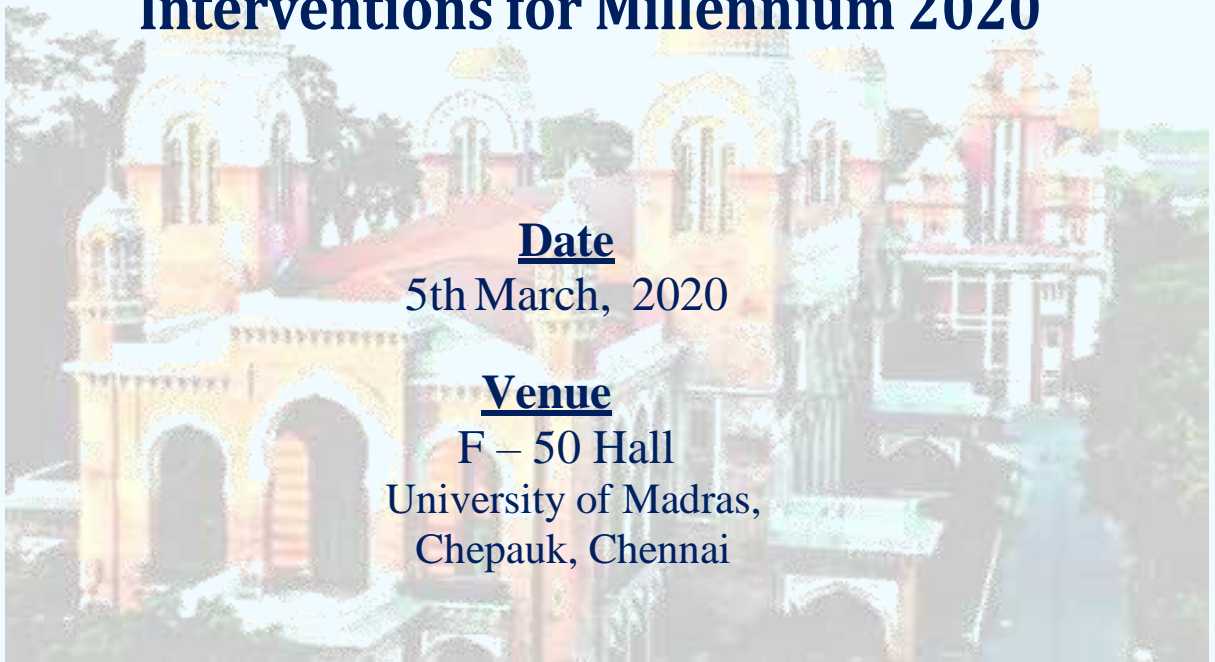 Interventions for Millennium 2020
Date
5th March, 2020
Venue
F – 50 Hall
University of Madras,
Chepauk, Chennai